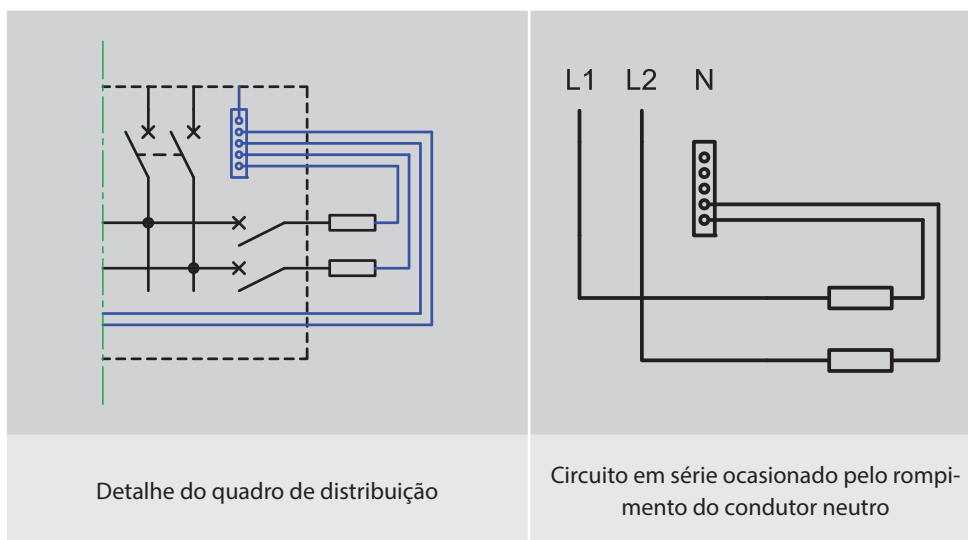 L1 L2 N
Detalhe do quadro de distribuição
Circuito em série ocasionado pelo rompi-
mento do condutor neutro